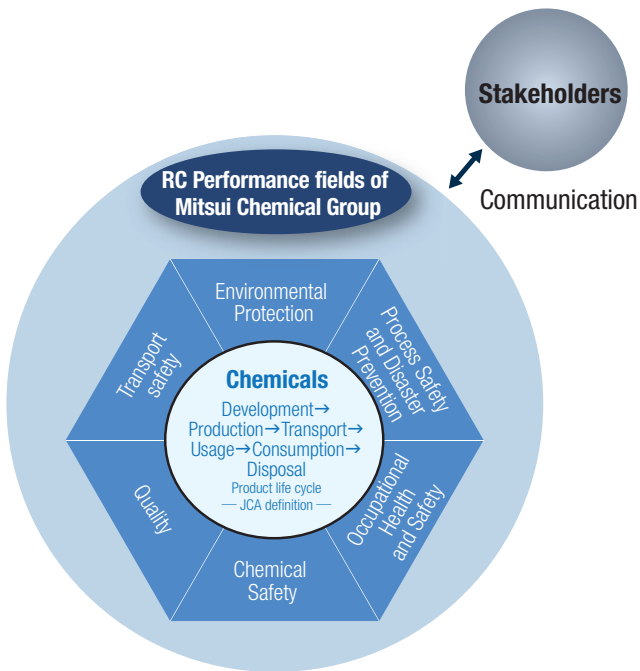 Stakeholders
RC Performance fields of
Mitsui Chemical Group
Communication
Environmental
Protection
Process Safety
and Disaster
Prevention
Transport
safety
Chemicals
Development→
Production→Transport→
Usage→Consumption→
Disposal
Product life cycle
— JCA definition —
Quality
Occupational
Health
and Safety
Chemical
Safety